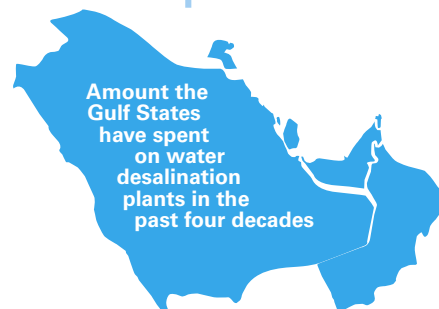 Amount the
Gulf States
have spent
on water
desalination
plants in the
past four decades